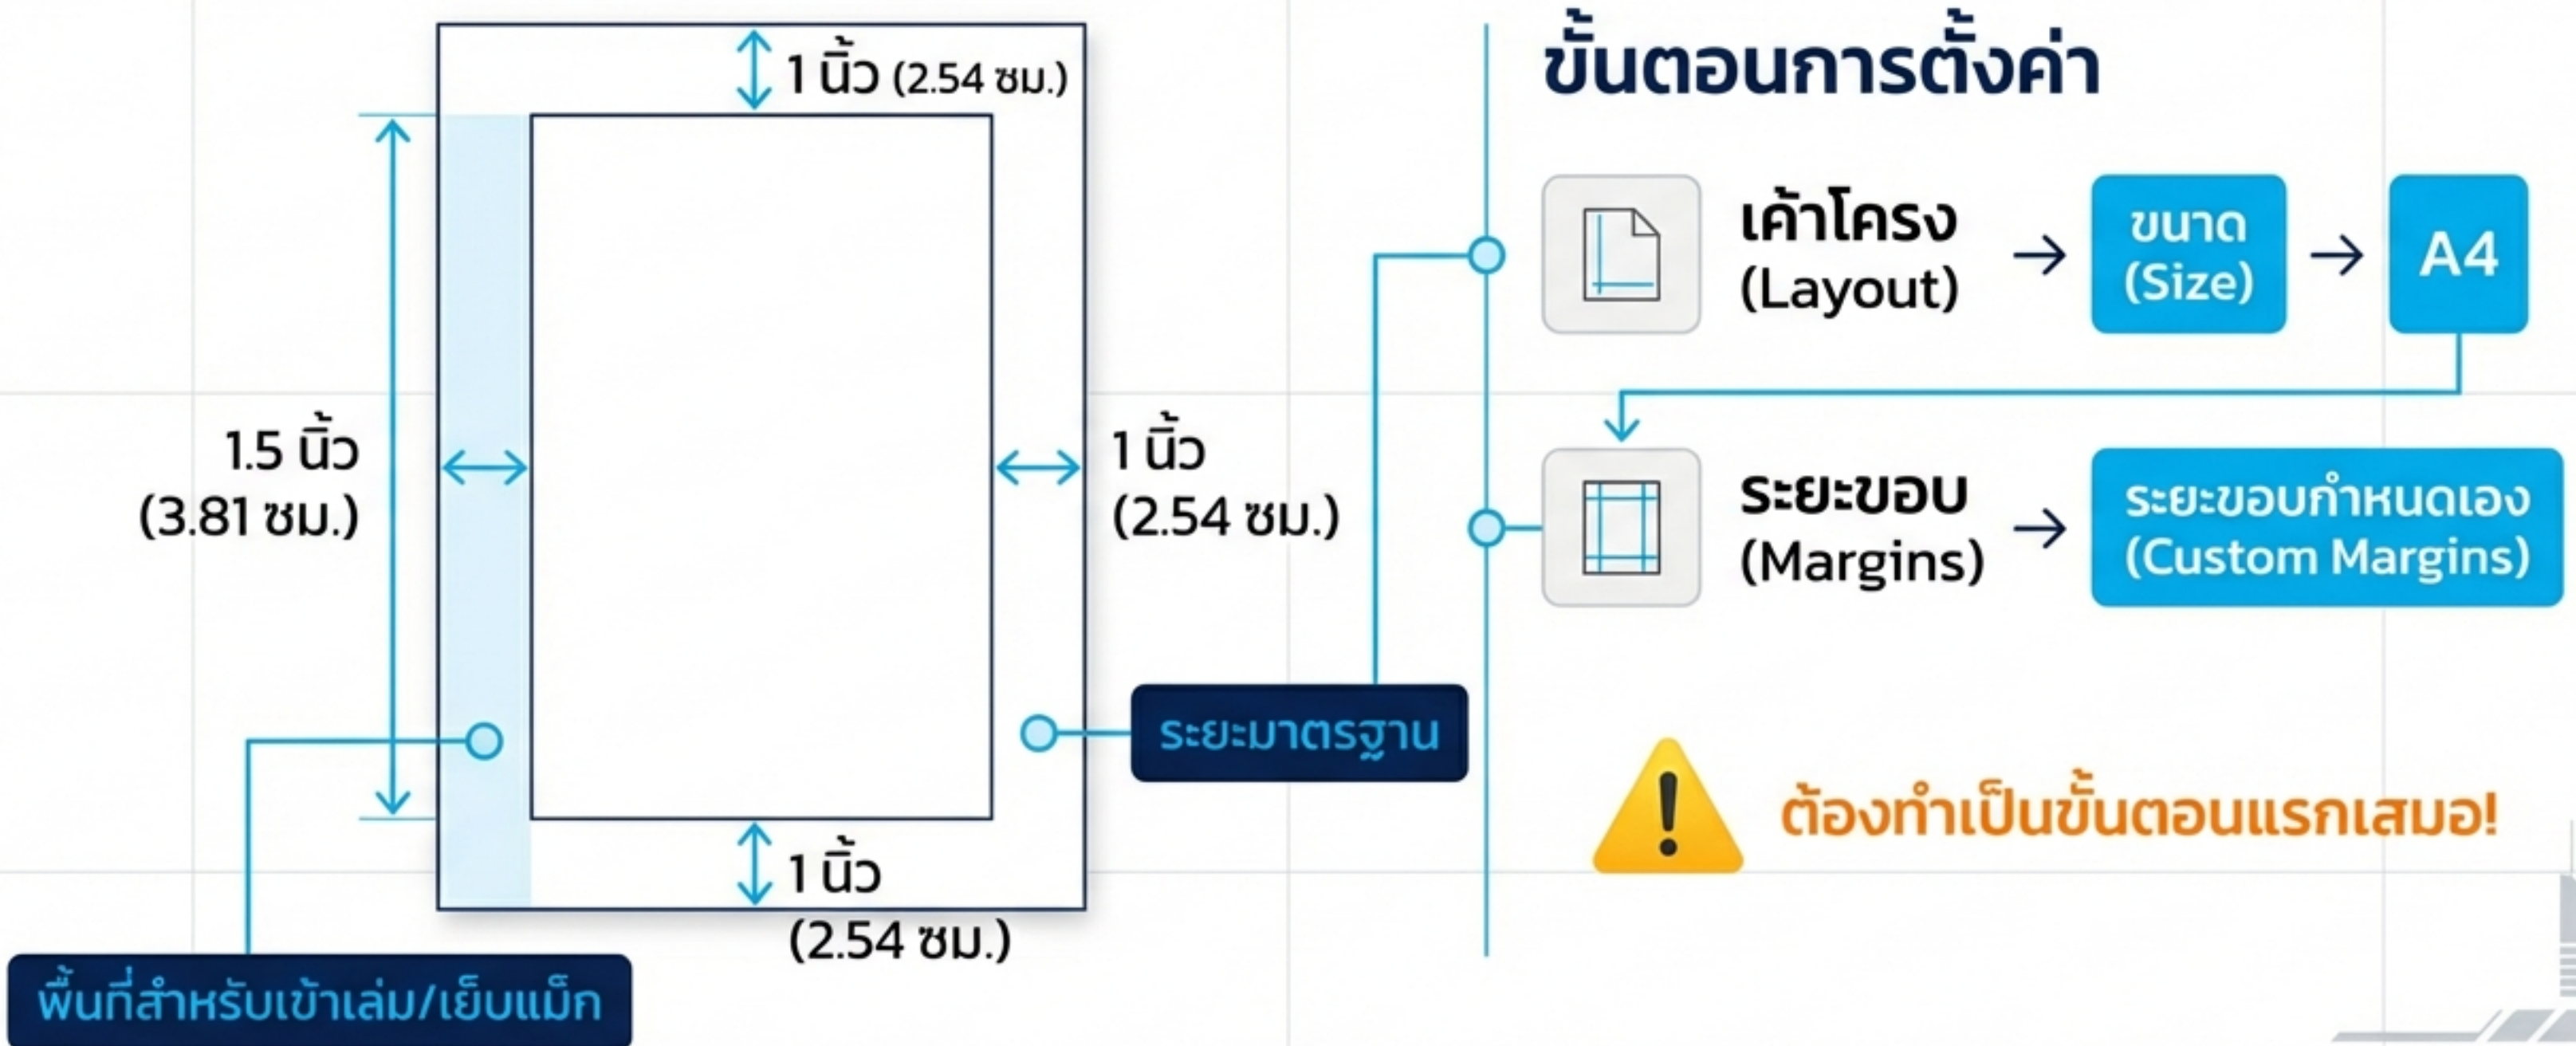 1 นิ้ว (2.54 ซม.)
1.5 นิ้ว
(3.81 ซม.)
1 นิ้ว
(2.54 ซม.)
ระยะมาตรฐาน
1 นิ้ว
(2.54 ซม.)
พื้นที่สำหรับเข้าเล่ม/เย็บแม็ก
ขั้นตอนการตั้งค่า
เค้าโครง
(Layout)
ขนาด
(Size)
A4
ระยะขอบ
(Margins)
ระยะขอบกำหนดเอง
(Custom Margins)
ต้องทำเป็นขั้นตอนแรกเสมอ!